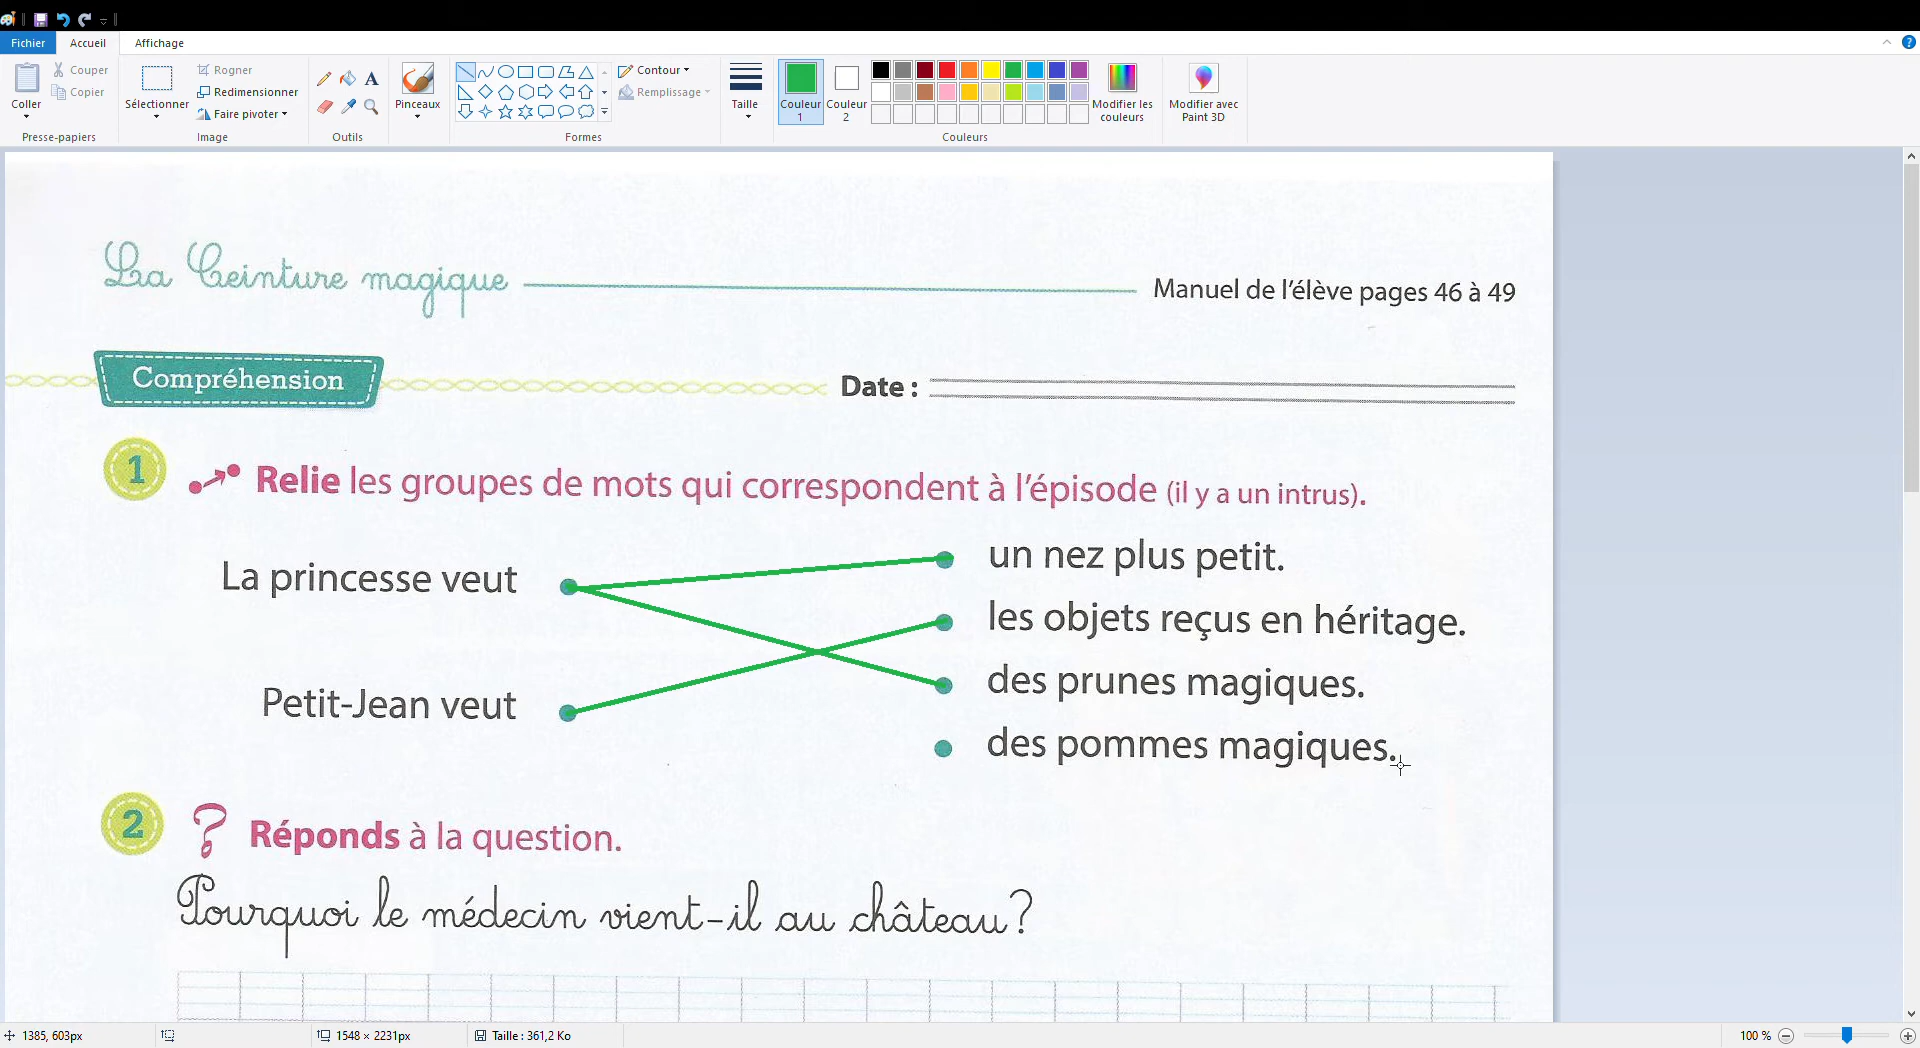 Fichier Accueil Affichage
Coller
Couper
Copier
Presse-papiers
Sélectionner
Rogner
Redimensionner
Faire pivoter
Image
A
Outils
Pinceaux
Contour
Remplissage
Formes
Taille
Couleur 1
Couleur 2
Modifier les couleurs
Couleurs
Modifier avec Paint 3D
La Ceinture magique
Manuel de l'élève pages 46 à 49
Compréhension
Date :
1 Relie les groupes de mots qui correspondent à l'épisode (il y a un intrus).
La princesse veut
Petit-Jean veut
un nez plus petit.
les objets reçus en héritage.
des prunes magiques.
des pommes magiques.
2 ? Réponds à la question.
Pourquoi le médecin vient-il au château ?
1385, 603px 1548 × 2231px Taille : 361,2 Ko 100 %